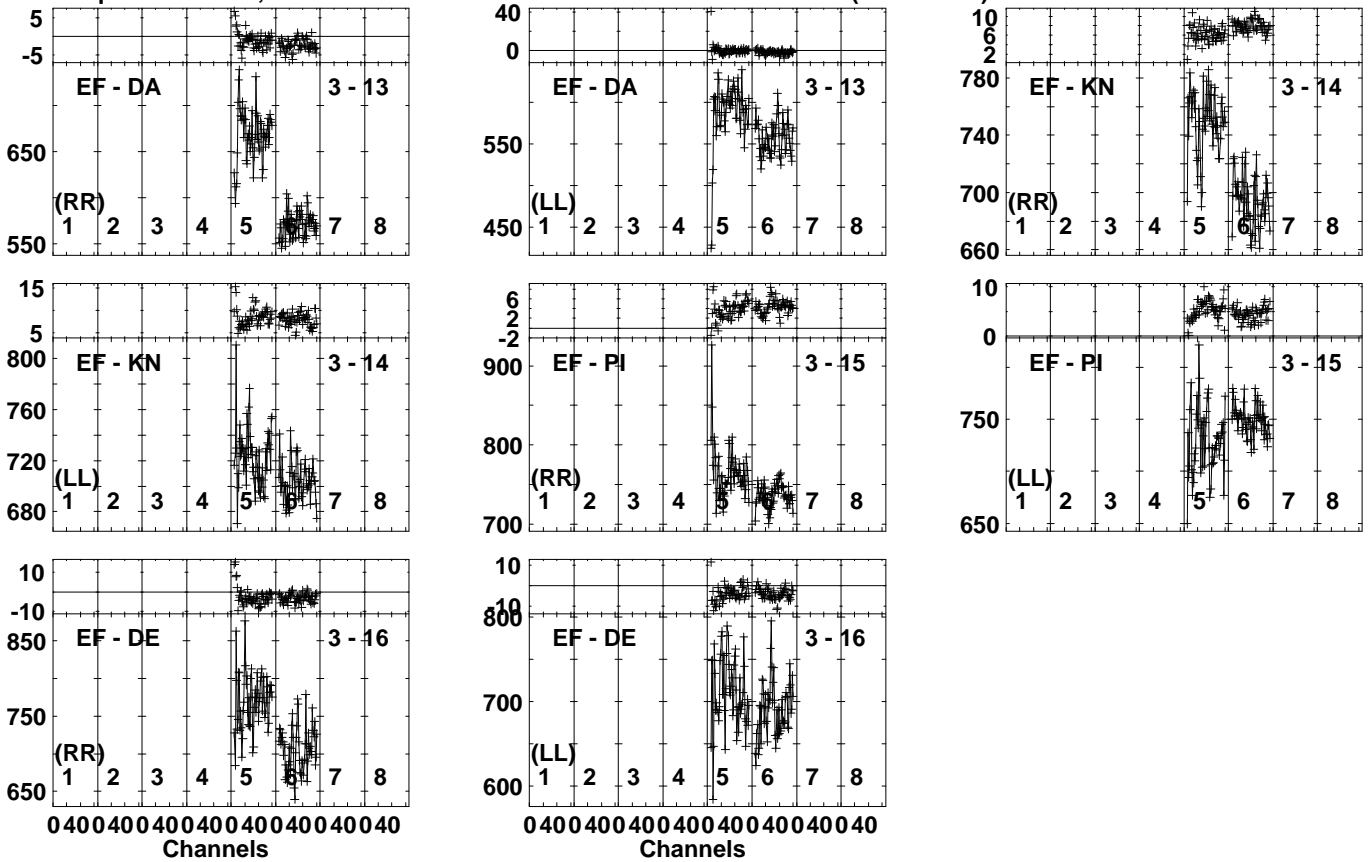 5
-5
EF - DA 3 - 13
650
550
(RR)
1 2 3 4 5 6 7 8
40
0
EF - DA 3 - 13
550
450
(LL)
1 2 3 4 5 6 7 8
10
6
2
EF - KN 3 - 14
780
740
700
660
(RR)
1 2 3 4 5 6 7 8
15
5
EF - KN 3 - 14
800
760
720
680
(LL)
1 2 3 4 5 6 7 8
6
2
-2
EF - PI 3 - 15
900
800
700
(RR)
1 2 3 4 5 6 7 8
10
0
EF - PI 3 - 15
750
650
(LL)
1 2 3 4 5 6 7 8
10
-10
EF - DE 3 - 16
850
750
650
(RR)
1 2 3 4 5 6 7 8
0 40 0 40 0 40 0 40 0 40 0 40 0 40 0 40
Channels
10
EF - DE 3 - 16
800
700
600
(LL)
1 2 3 4 5 6 7 8
0 40 0 40 0 40 0 40 0 40 0 40 0 40 0 40
Channels